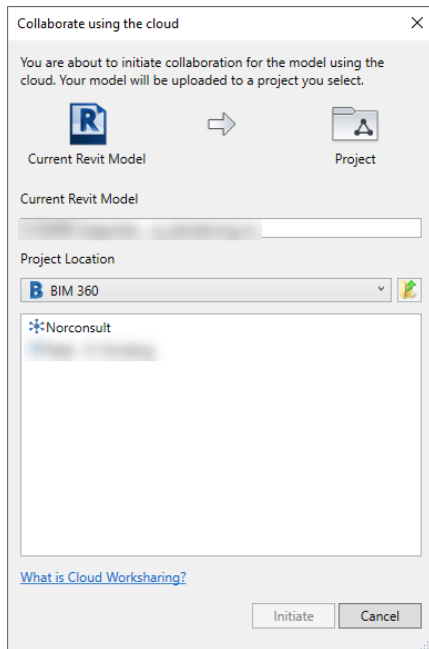 Collaborate using the cloud
You are about to initiate collaboration for the model using the
cloud. Your model will be uploaded to a project you select.
R
Current Revit Model
Project
Current Revit Model
Project Location
B BIM 360
Norconsult
What is Cloud Worksharing?
Initiate
Cancel